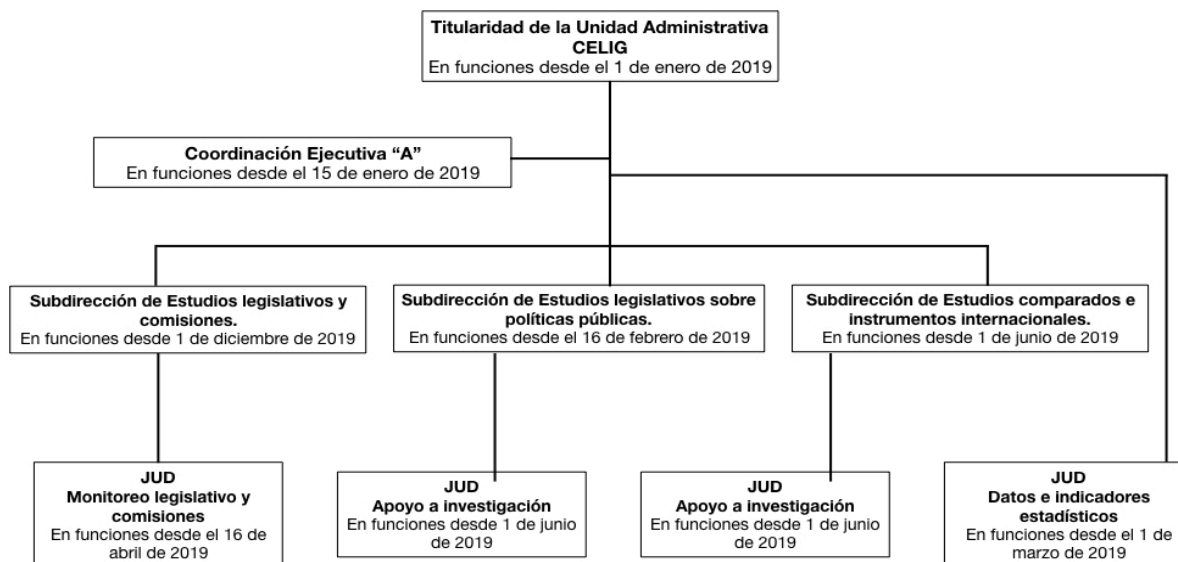 Titularidad de la Unidad Administrativa
CELIG
En funciones desde el 1 de enero de 2019
Coordinación Ejecutiva “A”
En funciones desde el 15 de enero de 2019
Subdirección de Estudios legislativos y
comisiones.
En funciones desde 1 de diciembre de 2019
Subdirección de Estudios legislativos sobre
políticas públicas.
En funciones desde el 16 de febrero de 2019
Subdirección de Estudios comparados e
instrumentos internacionales.
En funciones desde 1 de junio de 2019
JUD
Monitoreo legislativo y
comisiones
En funciones desde el 16 de
abril de 2019
JUD
Apoyo a investigación
En funciones desde 1 de junio
de 2019
JUD
Apoyo a investigación
En funciones desde 1 de junio
de 2019
JUD
Datos e indicadores
estadísticos
En funciones desde el 1 de
marzo de 2019